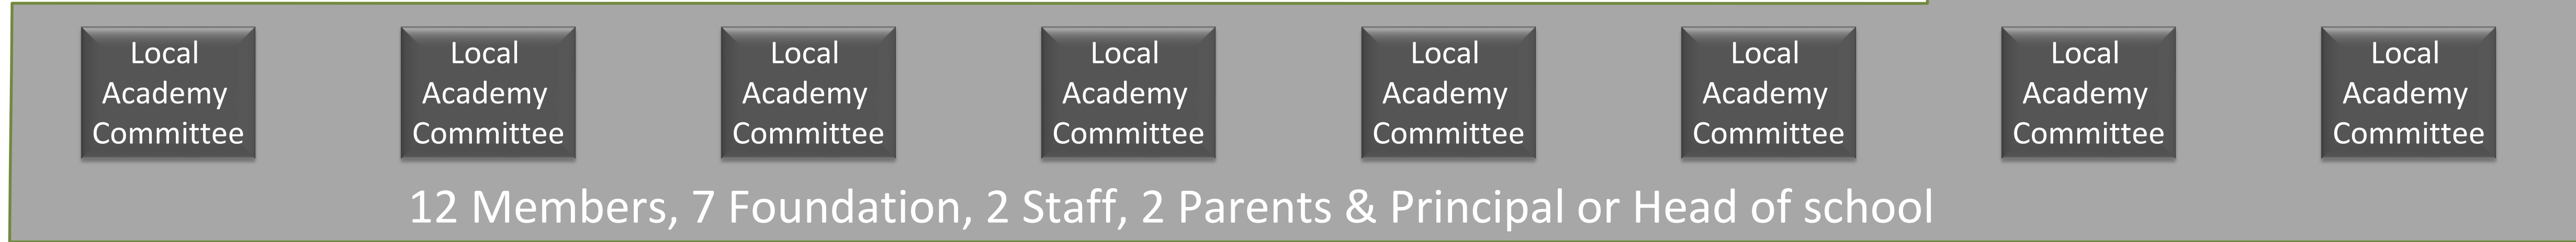 Local
Academy
Committee
Local
Academy
Committee
Local
Academy
Committee
Local
Academy
Committee
Local
Academy
Committee
Local
Academy
Committee
Local
Academy
Committee
Local
Academy
Committee
12 Members, 7 Foundation, 2 Staff, 2 Parents & Principal or Head of school